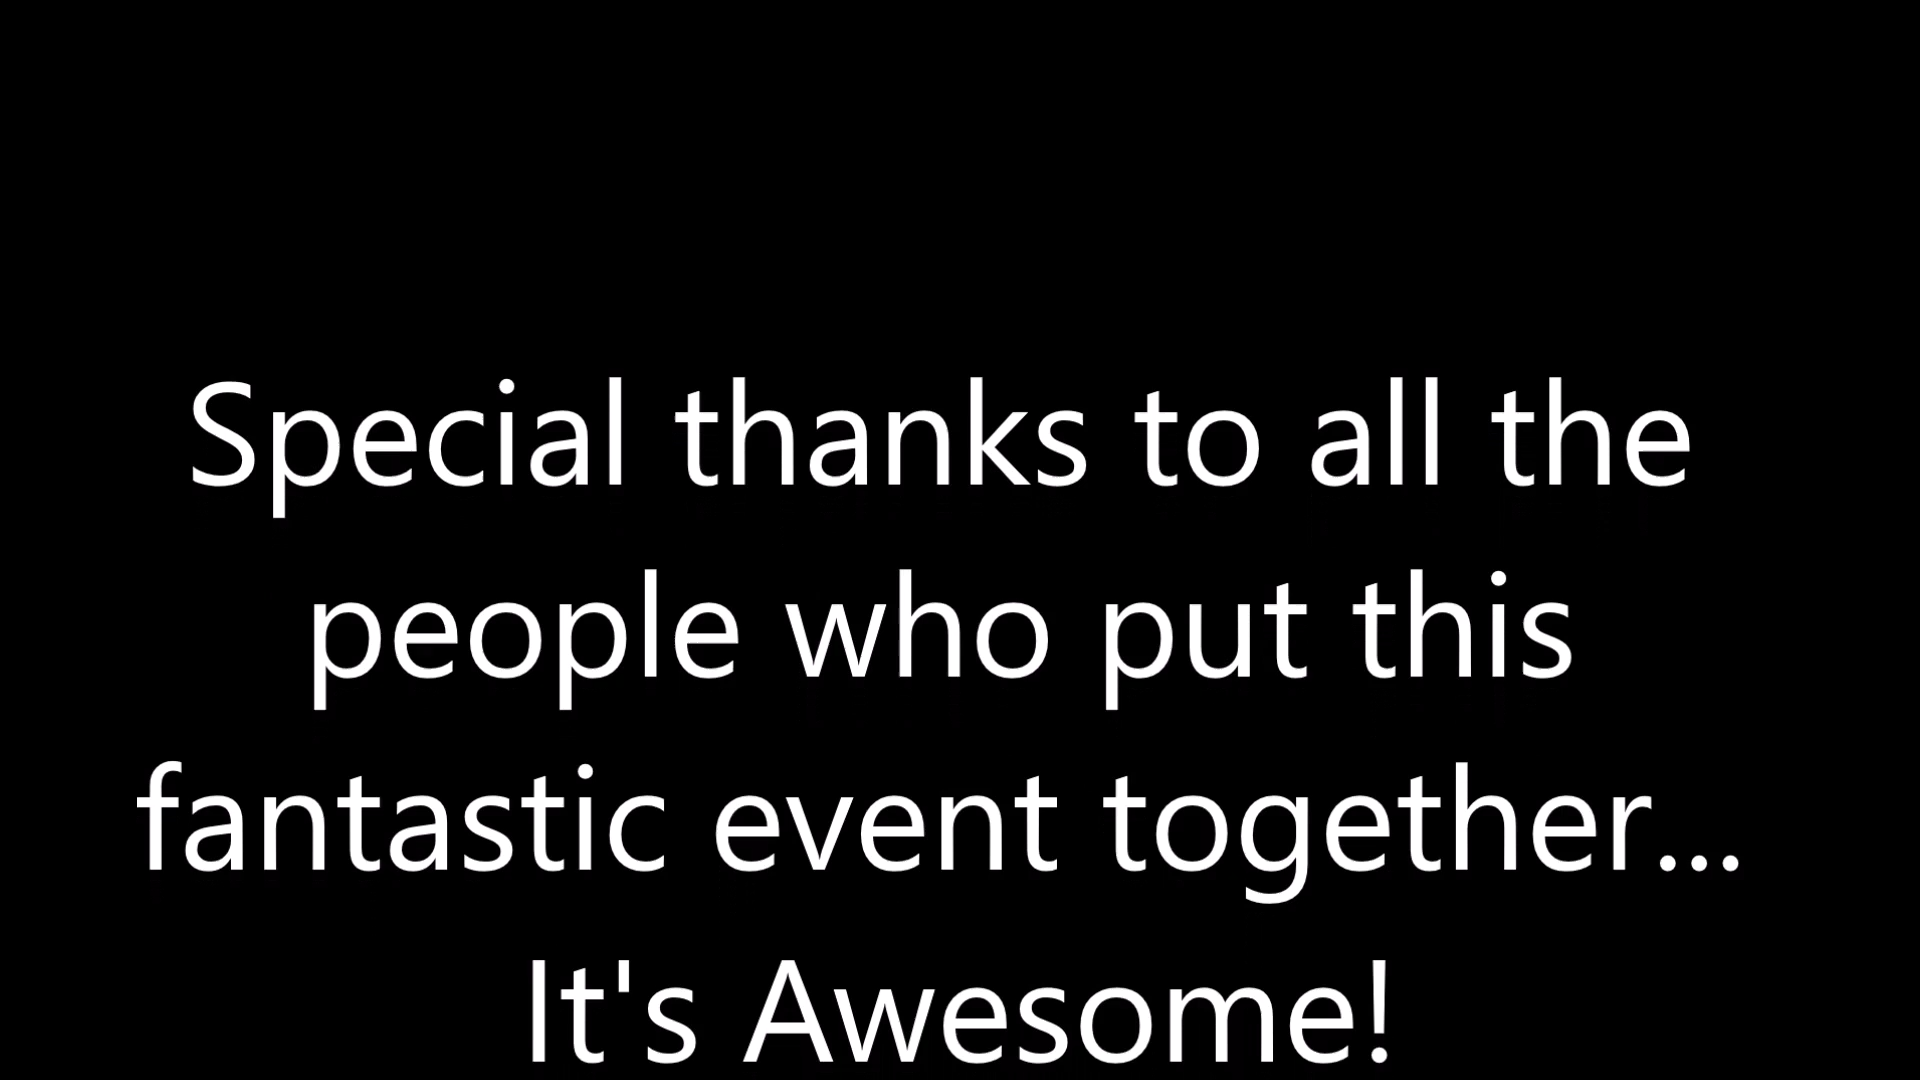 Special thanks to all the
people who put this
fantastic event together...
It's Awesome!